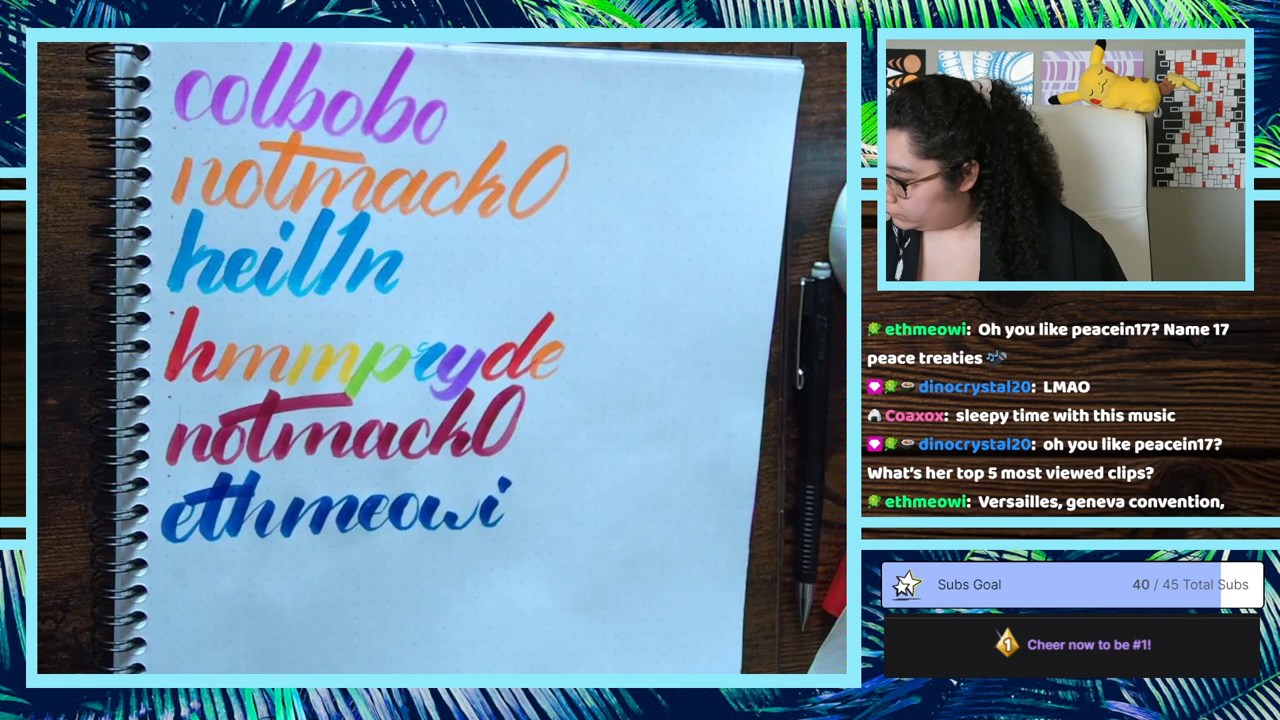 colbobo
notmack0
heil1n
hmmpryde
notmack0
ethmeowi
ethmeowi: Oh you like peacein17? Name 17
peace treaties
dinocrystal20: LMAO
Coaxox: sleepy time with this music
dinocrystal20: oh you like peacein17?
What's her top 5 most viewed clips?
ethmeowi: Versailles, geneva convention,
Subs Goal 40 / 45 Total Subs
1 Cheer now to be #1!